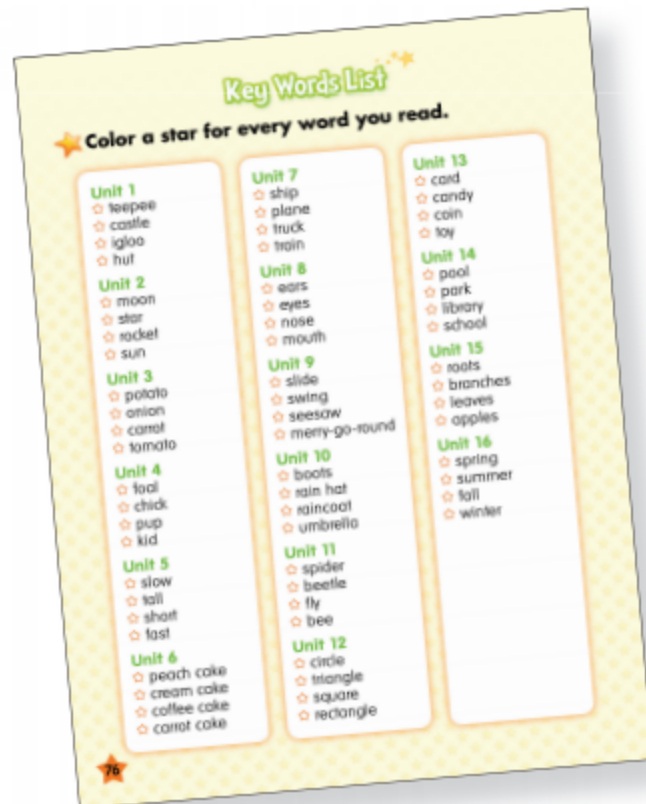 Key Words List
Color a star for every word you read.
Unit 1
teepee
castle
igloo
hut
Unit 2
moon
star
rocket
sun
Unit 3
potato
onion
carrot
tomato
Unit 4
foal
chick
pup
kid
Unit 5
slow
tall
short
fast
Unit 6
peach cake
cream cake
coffee cake
carrot cake
Unit 7
ship
plane
truck
train
Unit 8
ears
eyes
nose
mouth
Unit 9
slide
swing
seesaw
merry-go-round
Unit 10
boots
rain hat
raincoat
umbrella
Unit 11
spider
beetle
fly
bee
Unit 12
circle
triangle
square
rectangle
Unit 13
card
candy
coin
toy
Unit 14
pool
park
library
school
Unit 15
roots
branches
leaves
apples
Unit 16
spring
summer
fall
winter
76